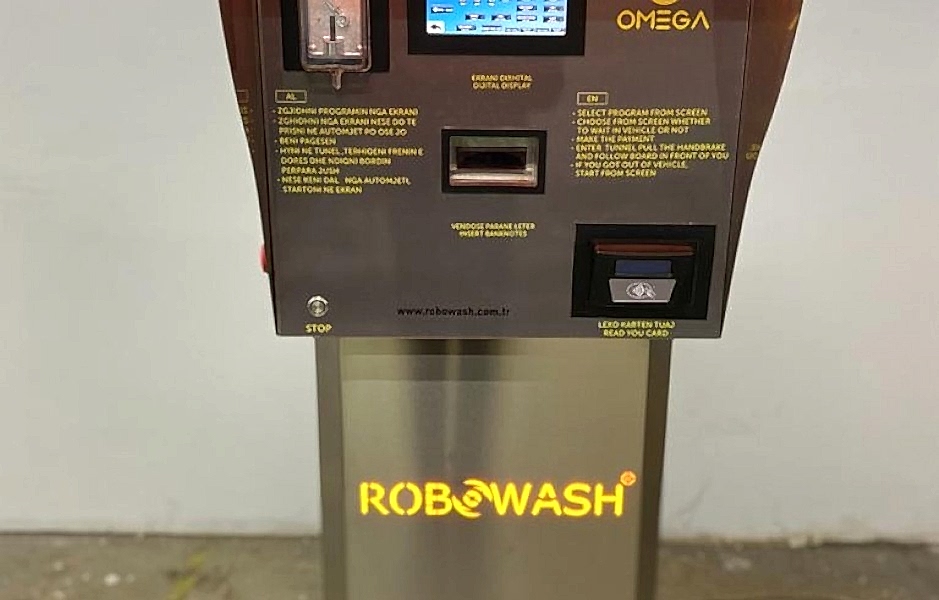 OMEGA
EKRANI DIGHITAL
DIGITAL DISPLAY
AL
- ZGJIDHNI PROGRAMIN NGA EKRANI
- ZGHIDHNI NGA EKRANI NESE DO TE
PRISNI NE AUTOMJET PO OSE JO
- BENI PAGESEN
- HYNI NE TUNEL, TERHIQENI FRENIN E
DORES DHE NDIQNI BORDIN
PERPARA JUSH
- NESE KENI DAL NGA AUTOMJETI,
STARTONI NE EKRAN
EN
- SELECT PROGRAM FROM SCREEN
- CHOOSE FROM SCREEN WHETHER
TO WAIT IN VEHICLE OR NOT
- MAKE THE PAYMENT
- ENTER TUNNEL PULL THE HANDBRAKE
AND FOLLOW BOARD IN FRONT OF YOU
- IF YOU GOT OUT OF VEHICLE,
START FROM SCREEN
VENDOSE PARANE LETER
INSERT BANKNOTES
STOP
www.robowash.com.tr
LEXO KARTEN TUAJ
READ YOU CARD
ROBOWASH